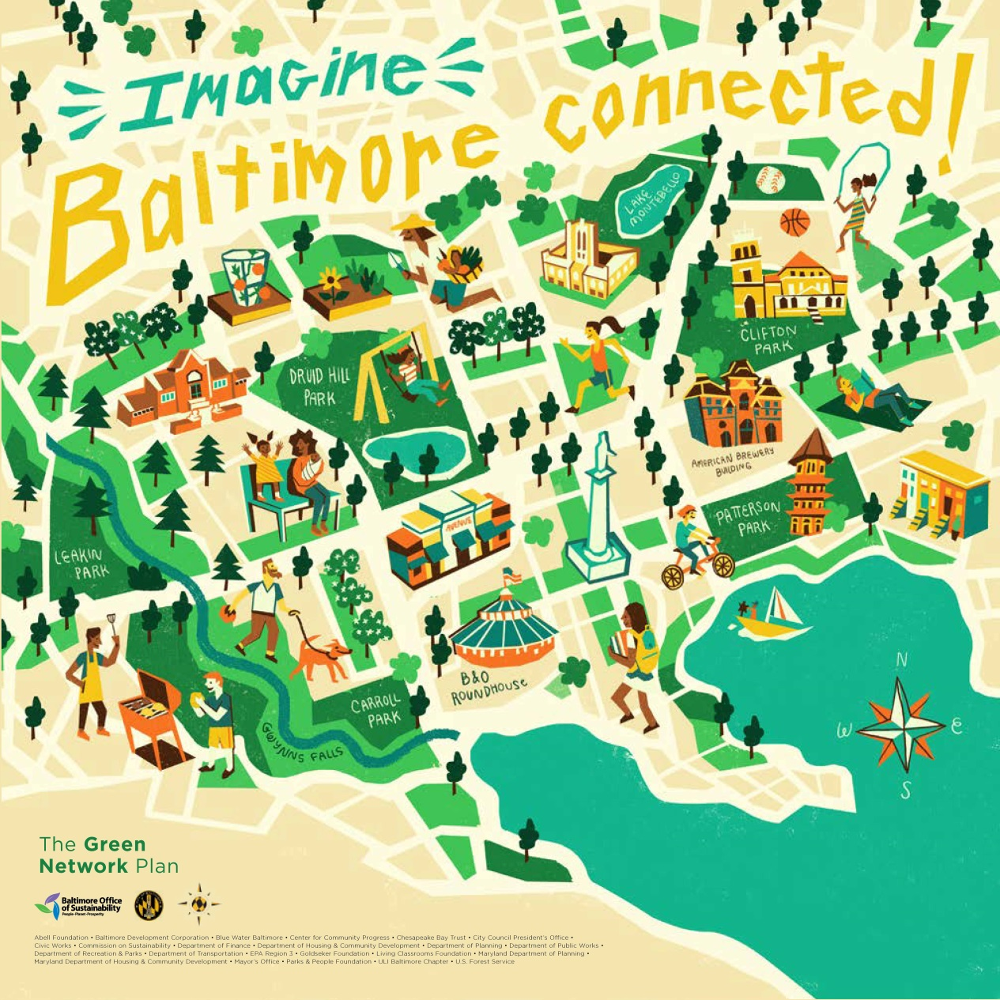 Imagine
Baltimore connected!
LAKE
MONTEBELLO
CLIFTON
PARK
DRUID HILL
PARK
AMERICAN BREWERY
BUILDING
PATTERSON
PARK
AVENUE
LEAKIN
PARK
B&O
ROUNDHOUSE
CARROLL
PARK
GWYNNS FALLS
N
W
E
S
The Green
Network Plan
Baltimore Office
of Sustainability
People·Planet·Prosperity
Abell Foundation • Baltimore Development Corporation • Blue Water Baltimore • Center for Community Progress • Chesapeake Bay Trust • City Council President's Office •
Civic Works • Commission on Sustainability • Department of Finance • Department of Housing & Community Development • Department of Planning • Department of Public Works •
Department of Recreation & Parks • Department of Transportation • EPA Region 3 • Goldseker Foundation • Living Classrooms Foundation • Maryland Department of Planning •
Maryland Department of Housing & Community Development • Mayor's Office • Parks & People Foundation • ULI Baltimore Chapter • U.S. Forest Service